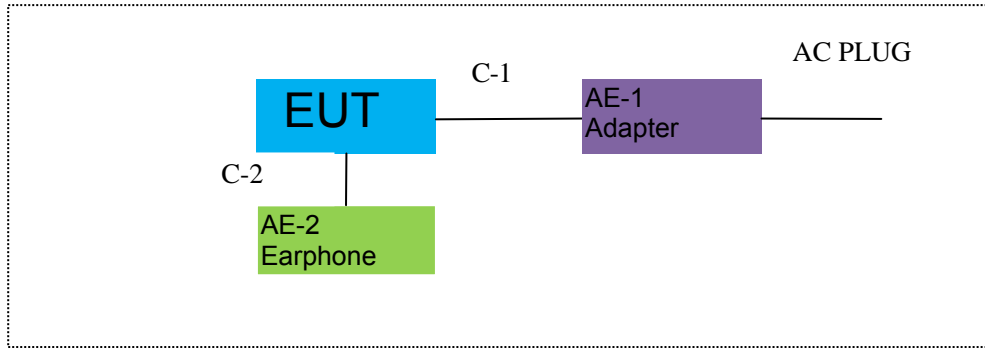 AC PLUG
C-1
EUT
AE-1
Adapter
C-2
AE-2
Earphone